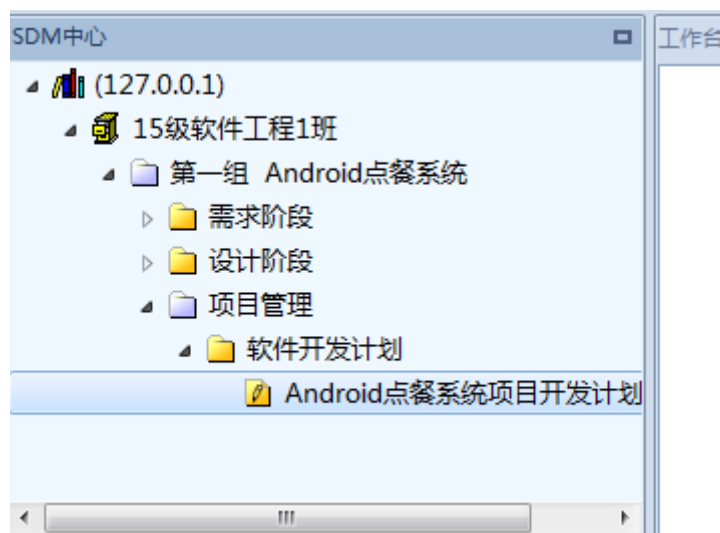 SDM中心
工作台
(127.0.0.1)
15级软件工程1班
第一组 Android点餐系统
需求阶段
设计阶段
项目管理
软件开发计划
Android点餐系统项目开发计划